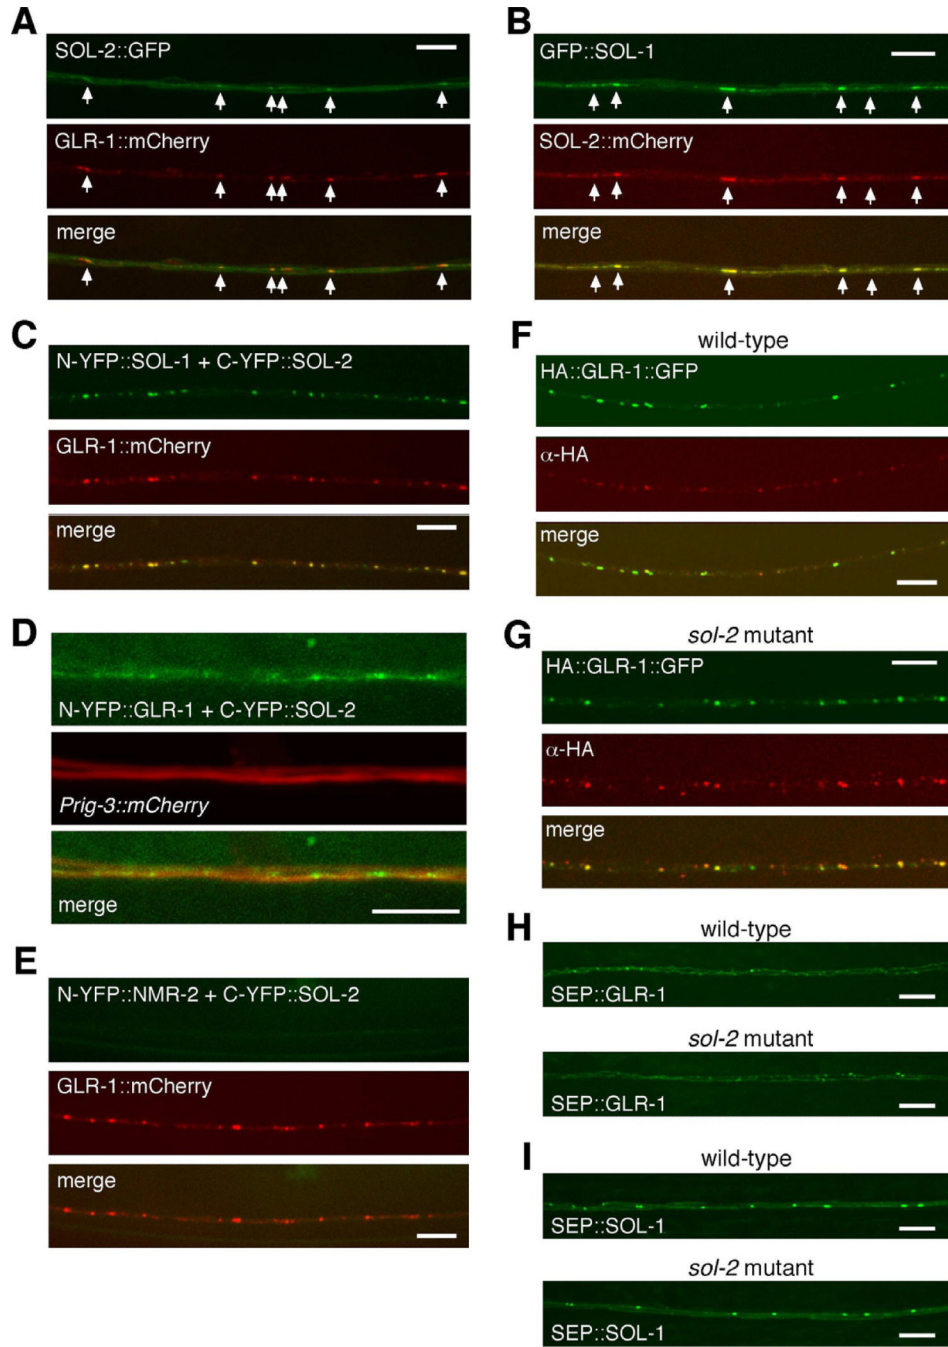 A
SOL-2::GFP
GLR-1::mCherry
merge
B
GFP::SOL-1
SOL-2::mCherry
merge
C
N-YFP::SOL-1 + C-YFP::SOL-2
GLR-1::mCherry
merge
D
N-YFP::GLR-1 + C-YFP::SOL-2
Prig-3::mCherry
merge
E
N-YFP::NMR-2 + C-YFP::SOL-2
GLR-1::mCherry
merge
F
wild-type
HA::GLR-1::GFP
α-HA
merge
G
sol-2 mutant
HA::GLR-1::GFP
α-HA
merge
H
wild-type
SEP::GLR-1
sol-2 mutant
SEP::GLR-1
I
wild-type
SEP::SOL-1
sol-2 mutant
SEP::SOL-1